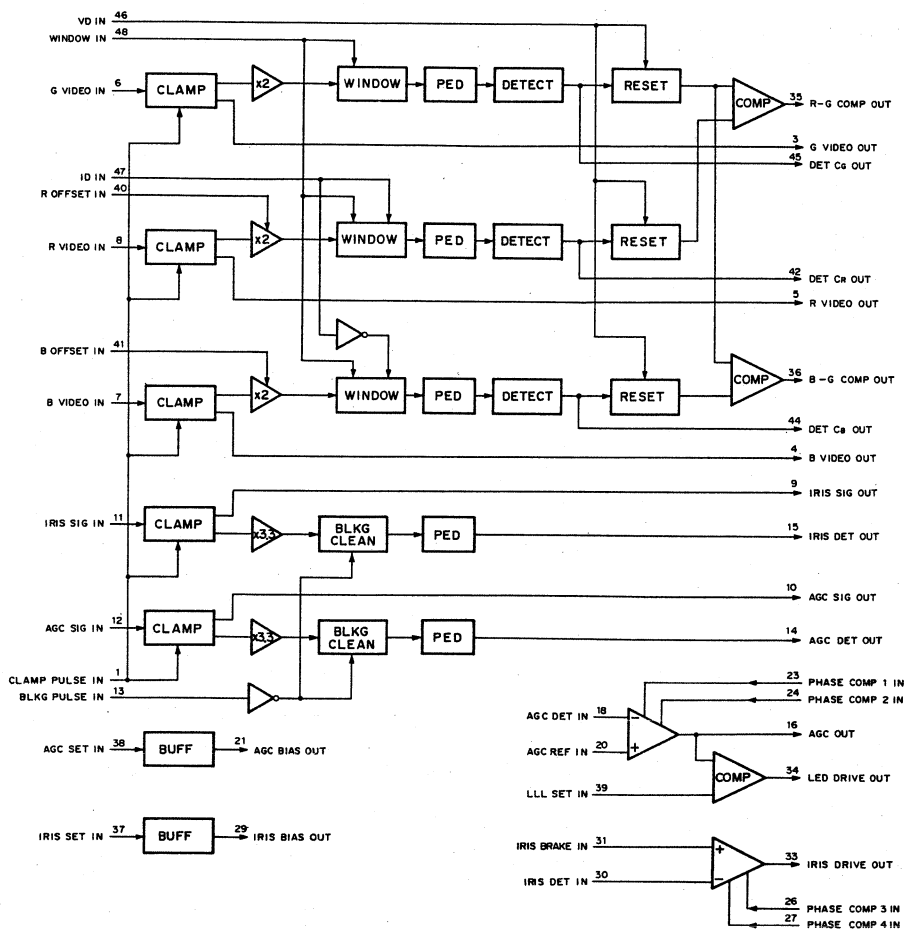 VD IN 46
WINDOW IN 48
G VIDEO IN 6
CLAMP
x2
WINDOW
PED
DETECT
RESET
COMP
35 R-G COMP OUT
3 G VIDEO OUT
45 DET CG OUT
ID IN 47
R OFFSET IN 40
R VIDEO IN 8
CLAMP
x2
WINDOW
PED
DETECT
RESET
42 DET CR OUT
5 R VIDEO OUT
B OFFSET IN 41
B VIDEO IN 7
CLAMP
x2
WINDOW
PED
DETECT
RESET
COMP
36 B-G COMP OUT
44 DET CB OUT
4 B VIDEO OUT
9 IRIS SIG OUT
IRIS SIG IN 11
CLAMP
x3,3
BLKG CLEAN
PED
15 IRIS DET OUT
10 AGC SIG OUT
AGC SIG IN 12
CLAMP
x3,3
BLKG CLEAN
PED
14 AGC DET OUT
CLAMP PULSE IN 1
BLKG PULSE IN 13
23 PHASE COMP 1 IN
24 PHASE COMP 2 IN
AGC DET IN 18
−
16 AGC OUT
AGC REF IN 20
+
AGC SET IN 38
BUFF
21 AGC BIAS OUT
COMP
34 LED DRIVE OUT
LLL SET IN 39
IRIS SET IN 37
BUFF
29 IRIS BIAS OUT
IRIS BRAKE IN 31
+
33 IRIS DRIVE OUT
IRIS DET IN 30
−
26 PHASE COMP 3 IN
27 PHASE COMP 4 IN